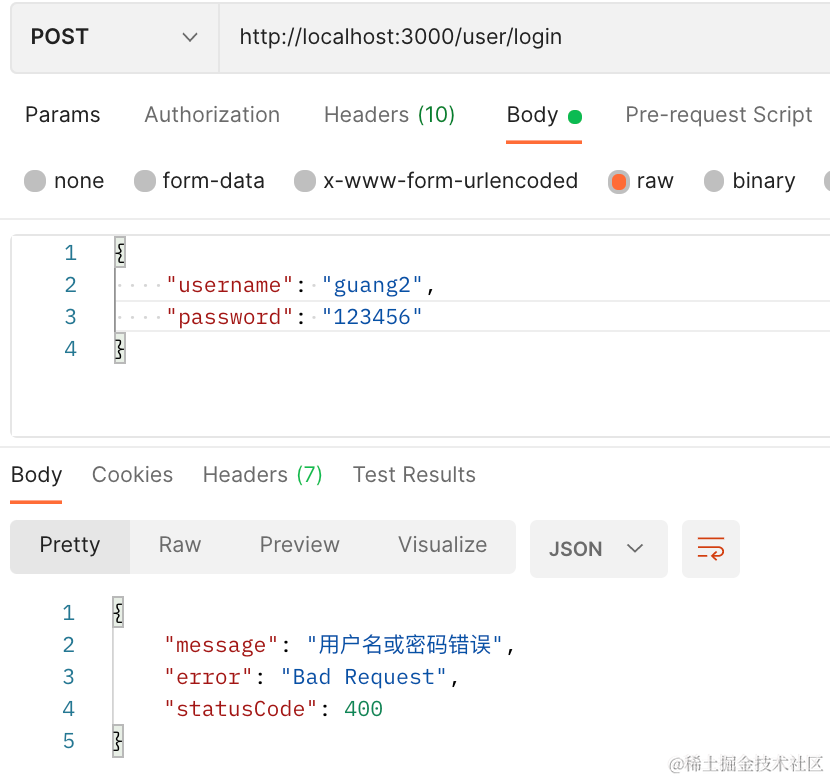 POST http://localhost:3000/user/login
Params Authorization Headers (10) Body Pre-request Script
none form-data x-www-form-urlencoded raw binary
1 {
2 "username": "guang2",
3 "password": "123456"
4 }
Body Cookies Headers (7) Test Results
Pretty Raw Preview Visualize JSON
1 {
2 "message": "用户名或密码错误",
3 "error": "Bad Request",
4 "statusCode": 400
5 }
@稀土掘金技术社区